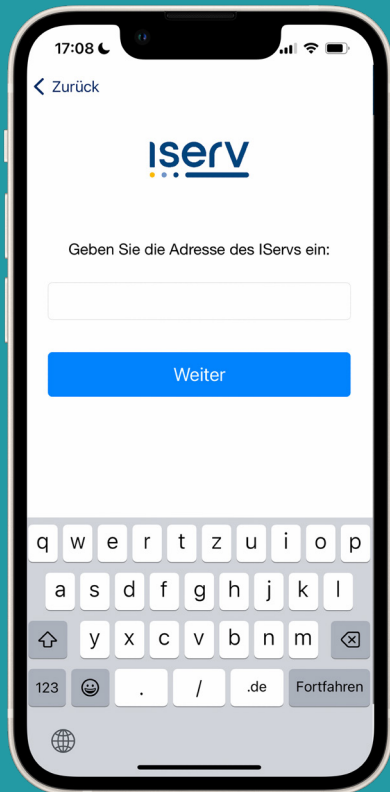 17:08
Zurück
IServ
Geben Sie die Adresse des IServs ein:
Weiter
q w e r t z u i o p
a s d f g h j k l
y x c v b n m
123 . / .de Fortfahren